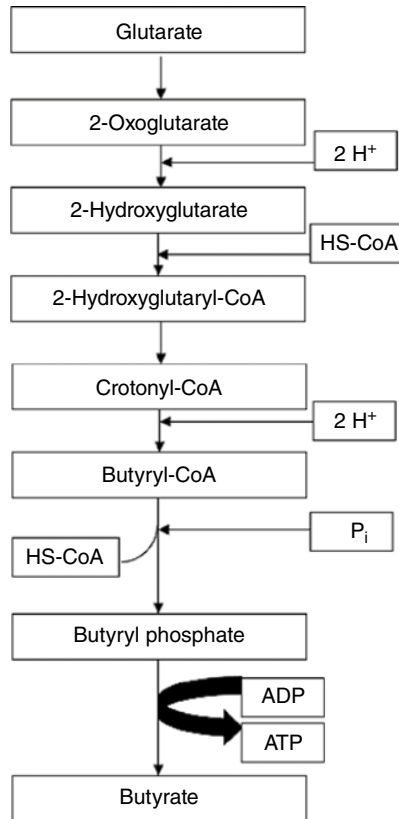 Glutarate
2-Oxoglutarate
2 H⁺
2-Hydroxyglutarate
HS-CoA
2-Hydroxyglutaryl-CoA
Crotonyl-CoA
2 H⁺
Butyryl-CoA
Pᵢ
HS-CoA
Butyryl phosphate
ADP
ATP
Butyrate